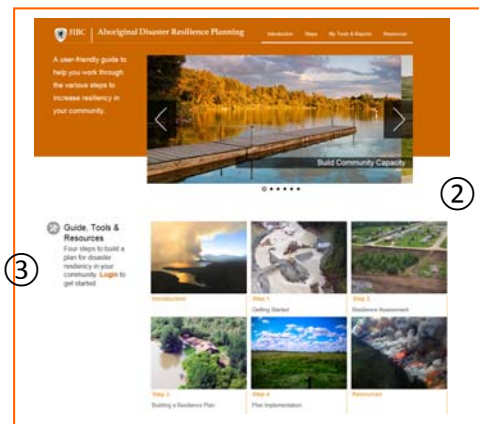 JIBC
Aboriginal Disaster Resilience Planning
Introduction
Steps
My Tools & Reports
Resources
A user-friendly guide to
help you work through
the various steps to
increase resiliency in
your community.
Build Community Capacity
②
③
Guide, Tools &
Resources
Four steps to build a
plan for disaster
resiliency in your
community. Login to
get started
Introduction
Step 1
Getting Started
Step 2
Resilience Assessment
Step 3
Building a Resilience Plan
Step 4
Plan Implementation
Resources